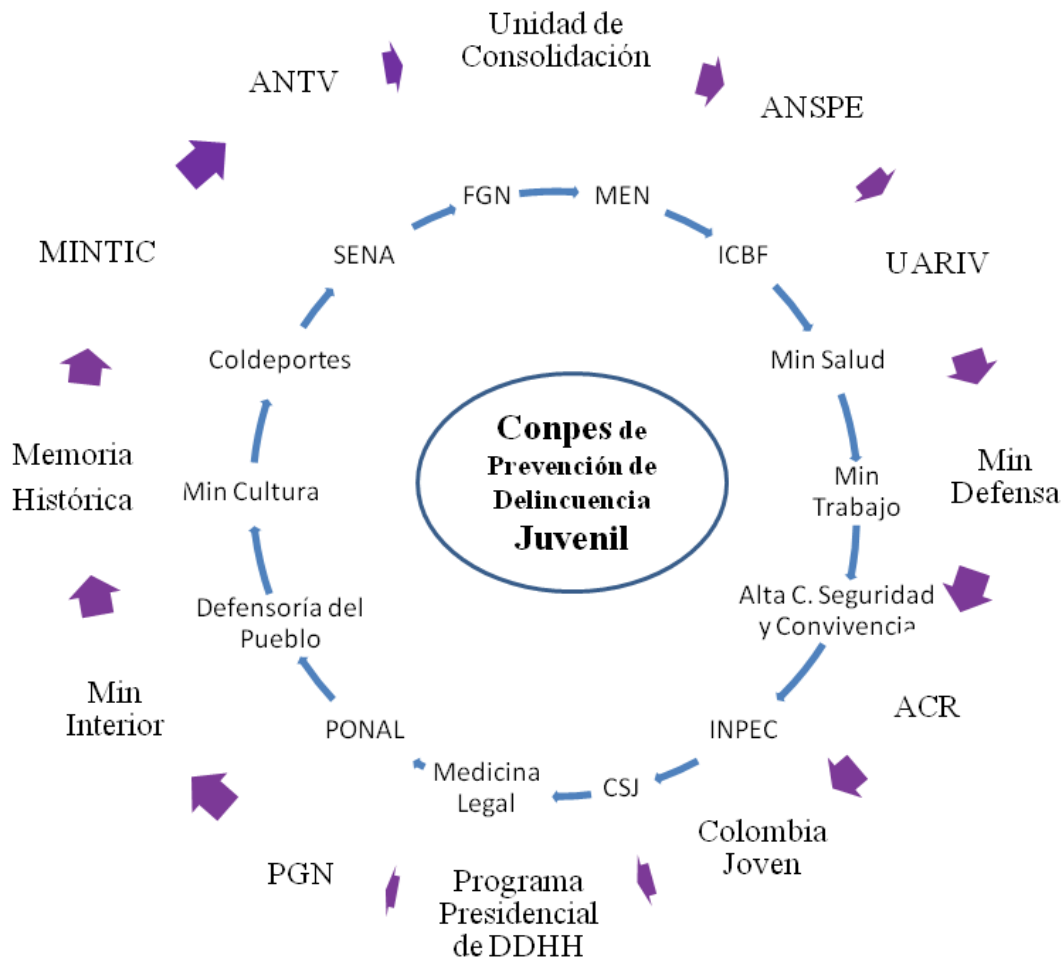 Unidad de
Consolidación
ANTV
ANSPE
FGN
MEN
MINTIC
SENA
ICBF
UARIV
Coldeportes
Min Salud
Conpes de
Prevención de
Delincuencia
Juvenil
Memoria
Histórica
Min Cultura
Min
Trabajo
Min
Defensa
Defensoría del
Pueblo
Alta C. Seguridad
y Convivencia
Min
Interior
PONAL
INPEC
ACR
Medicina
Legal
CSJ
Colombia
Joven
PGN
Programa
Presidencial
de DDHH